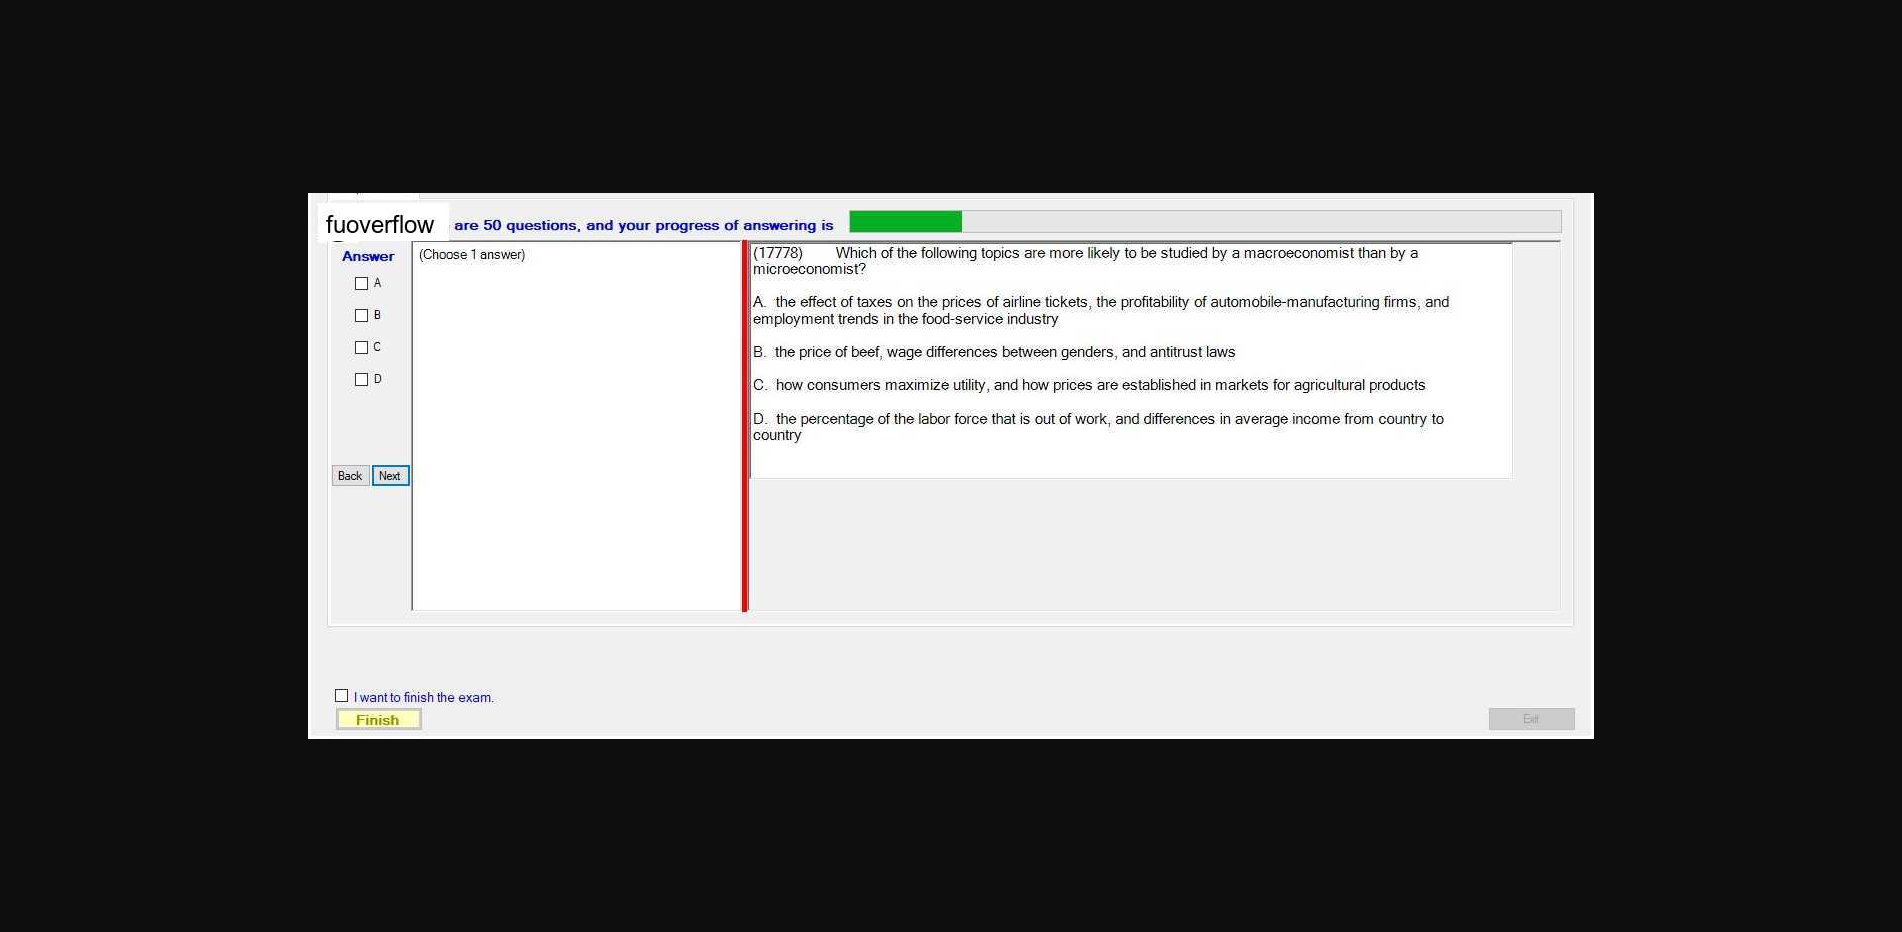 fuoverflow are 50 questions, and your progress of answering is
Answer
(Choose 1 answer)
A
B
C
D
Back Next
(17778) Which of the following topics are more likely to be studied by a macroeconomist than by a
microeconomist?
A. the effect of taxes on the prices of airline tickets, the profitability of automobile-manufacturing firms, and
employment trends in the food-service industry
B. the price of beef, wage differences between genders, and antitrust laws
C. how consumers maximize utility, and how prices are established in markets for agricultural products
D. the percentage of the labor force that is out of work, and differences in average income from country to
country
I want to finish the exam.
Finish
Exit